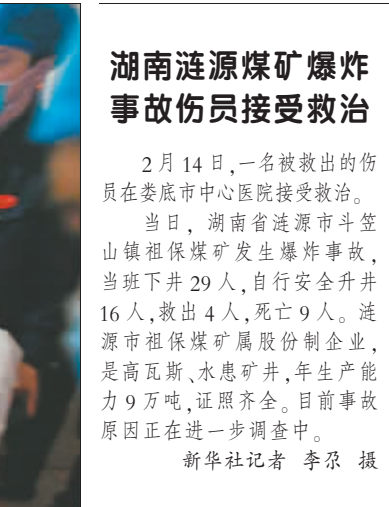 湖南涟源煤矿爆炸
事故伤员接受救治
2月14日,一名被救出的伤
员在娄底市中心医院接受救治。
当日，湖南省涟源市斗笠
山镇祖保煤矿发生爆炸事故，
当班下井29人,自行安全升井
16人,救出4人,死亡9人。涟
源市祖保煤矿属股份制企业，
是高瓦斯、水患矿井,年生产能
力9万吨,证照齐全。目前事故
原因正在进一步调查中。
新华社记者 李尕 摄